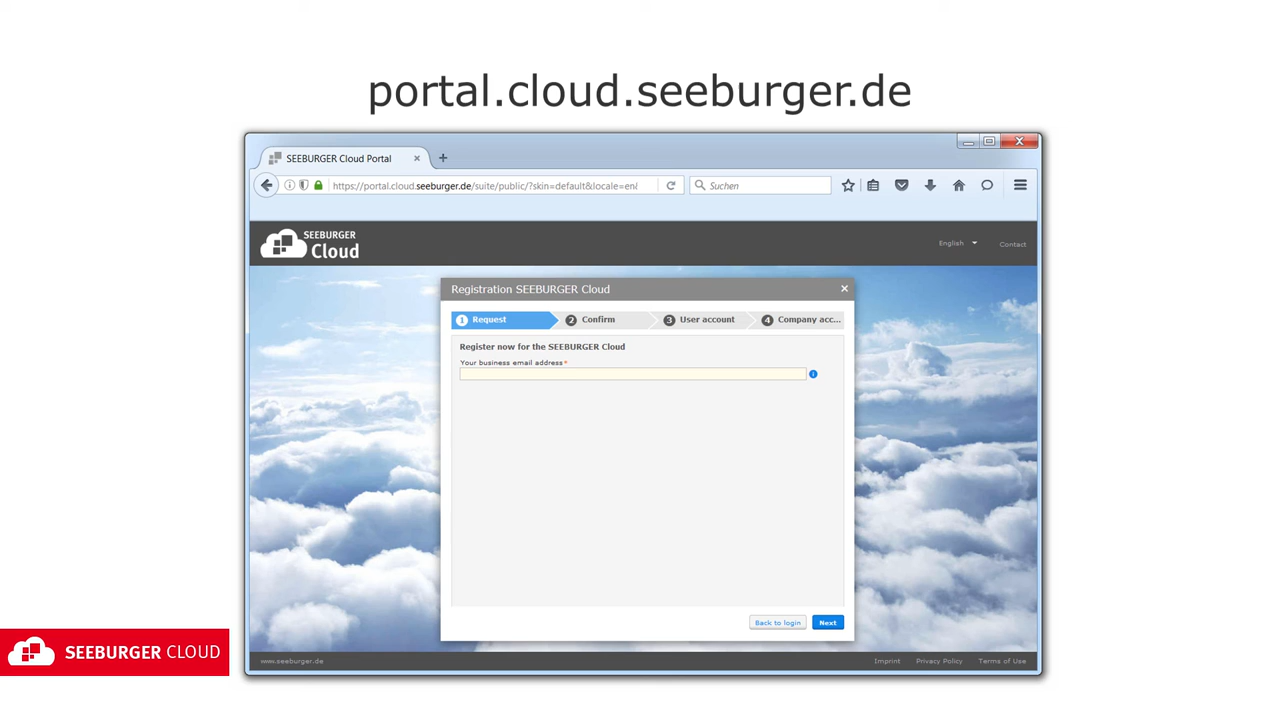 portal.cloud.seeburger.de
SEEBURGER Cloud Portal
https://portal.cloud.seeburger.de/suite/public/?skin=default&locale=en
Suchen
SEEBURGER
Cloud
English
Contact
Registration SEEBURGER Cloud
1 Request
2 Confirm
3 User account
4 Company acc...
Register now for the SEEBURGER Cloud
Your business email address*
Back to login
Next
SEEBURGER CLOUD
www.seeburger.de
Imprint
Privacy Policy
Terms of Use